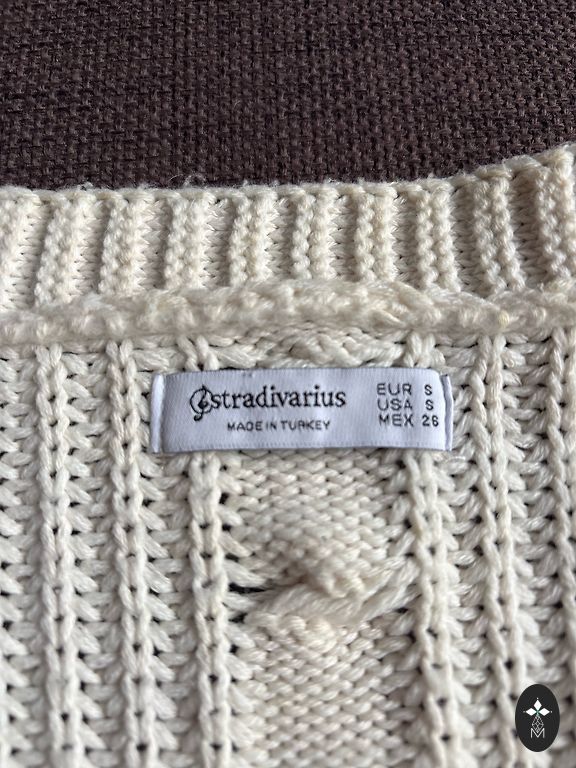 stradivarius
MADE IN TURKEY
EUR S
USA S
MEX 26
M